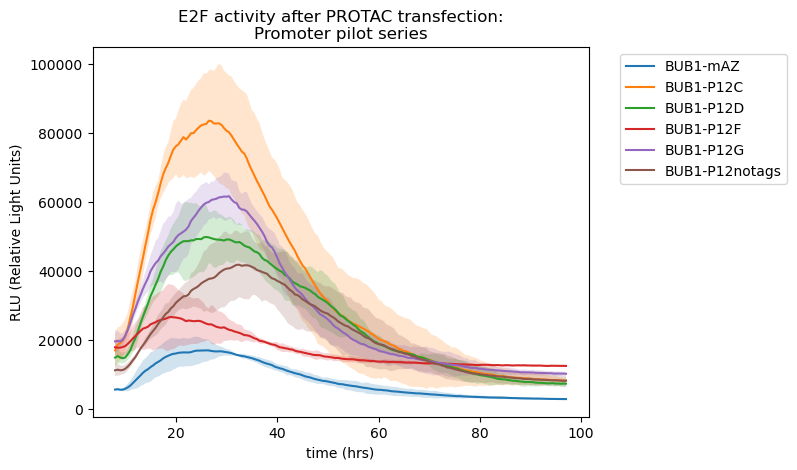 E2F activity after PROTAC transfection:
Promoter pilot series
RLU (Relative Light Units)
100000
80000
60000
40000
20000
0
20
40
60
80
100
time (hrs)
BUB1-mAZ
BUB1-P12C
BUB1-P12D
BUB1-P12F
BUB1-P12G
BUB1-P12notags